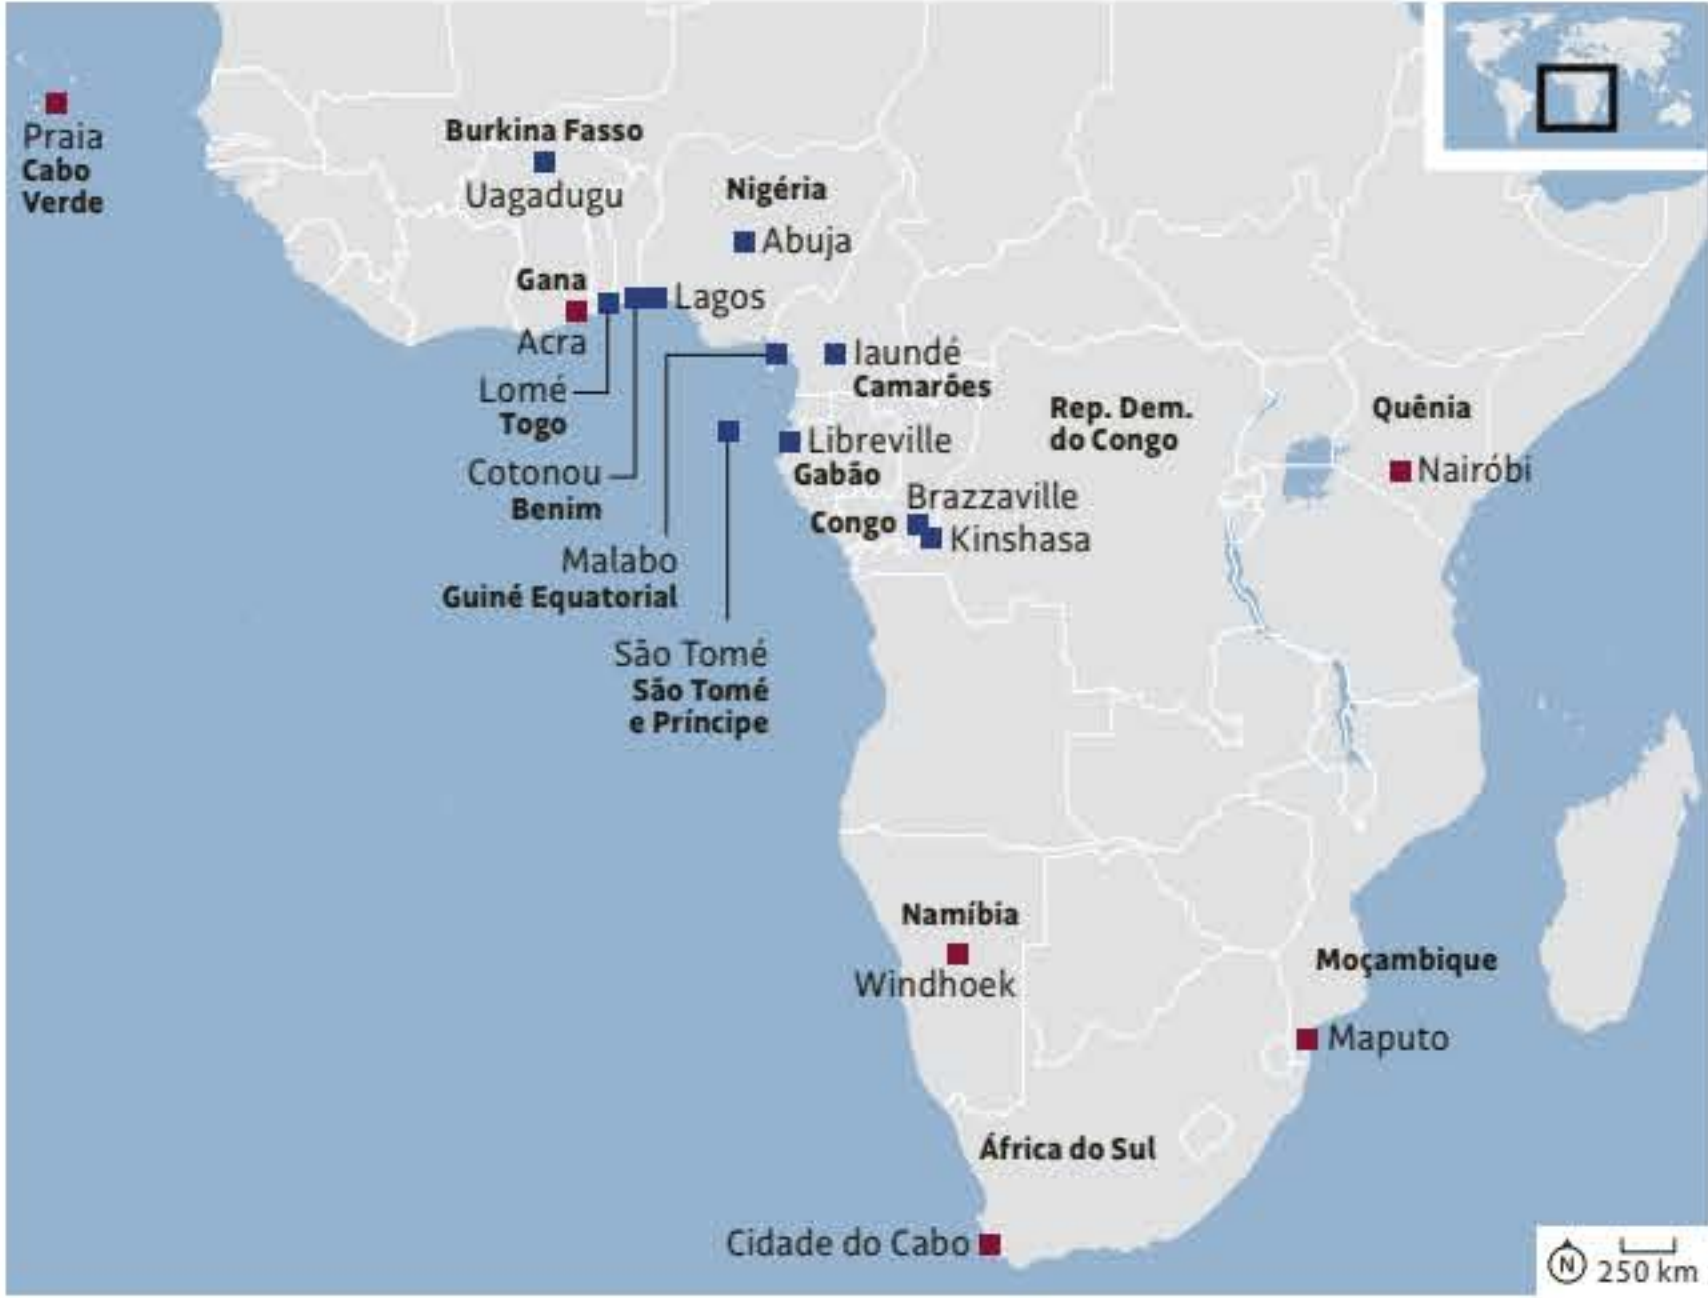 Praia
Cabo
Verde
Burkina Fasso
Uagadugu
Nigéria
Abuja
Gana
Acra
Lagos
Lomé
Togo
Cotonou
Benim
Malabo
Guiné Equatorial
São Tomé
São Tomé
e Príncipe
Iaundé
Camarões
Libreville
Gabão
Brazzaville
Congo
Kinshasa
Rep. Dem.
do Congo
Quênia
Nairóbi
Namíbia
Windhoek
Moçambique
Maputo
África do Sul
Cidade do Cabo
N
250 km